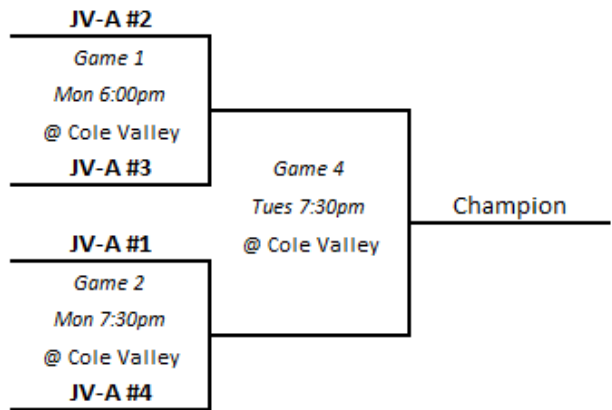 JV-A #2
Game 1
Mon 6:00pm
@ Cole Valley
JV-A #3
Game 4
Tues 7:30pm
@ Cole Valley
Champion
JV-A #1
Game 2
Mon 7:30pm
@ Cole Valley
JV-A #4